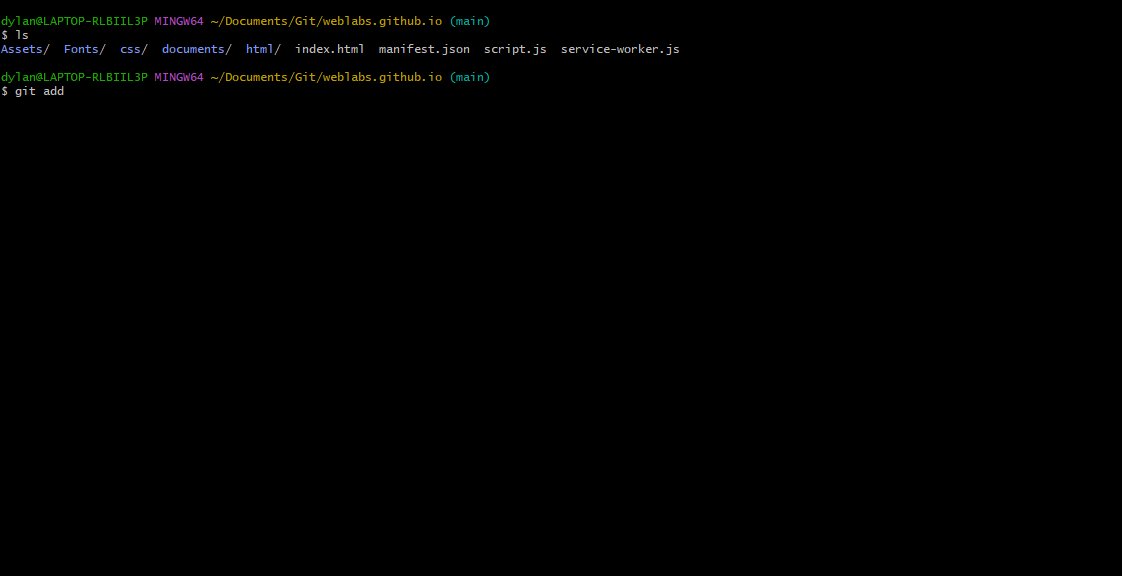 dylan@LAPTOP-RLBIIL3P MINGW64 ~/Documents/Git/weblabs.github.io (main)
$ ls
Assets/  Fonts/  css/  documents/  html/  index.html  manifest.json  script.js  service-worker.js
dylan@LAPTOP-RLBIIL3P MINGW64 ~/Documents/Git/weblabs.github.io (main)
$ git add